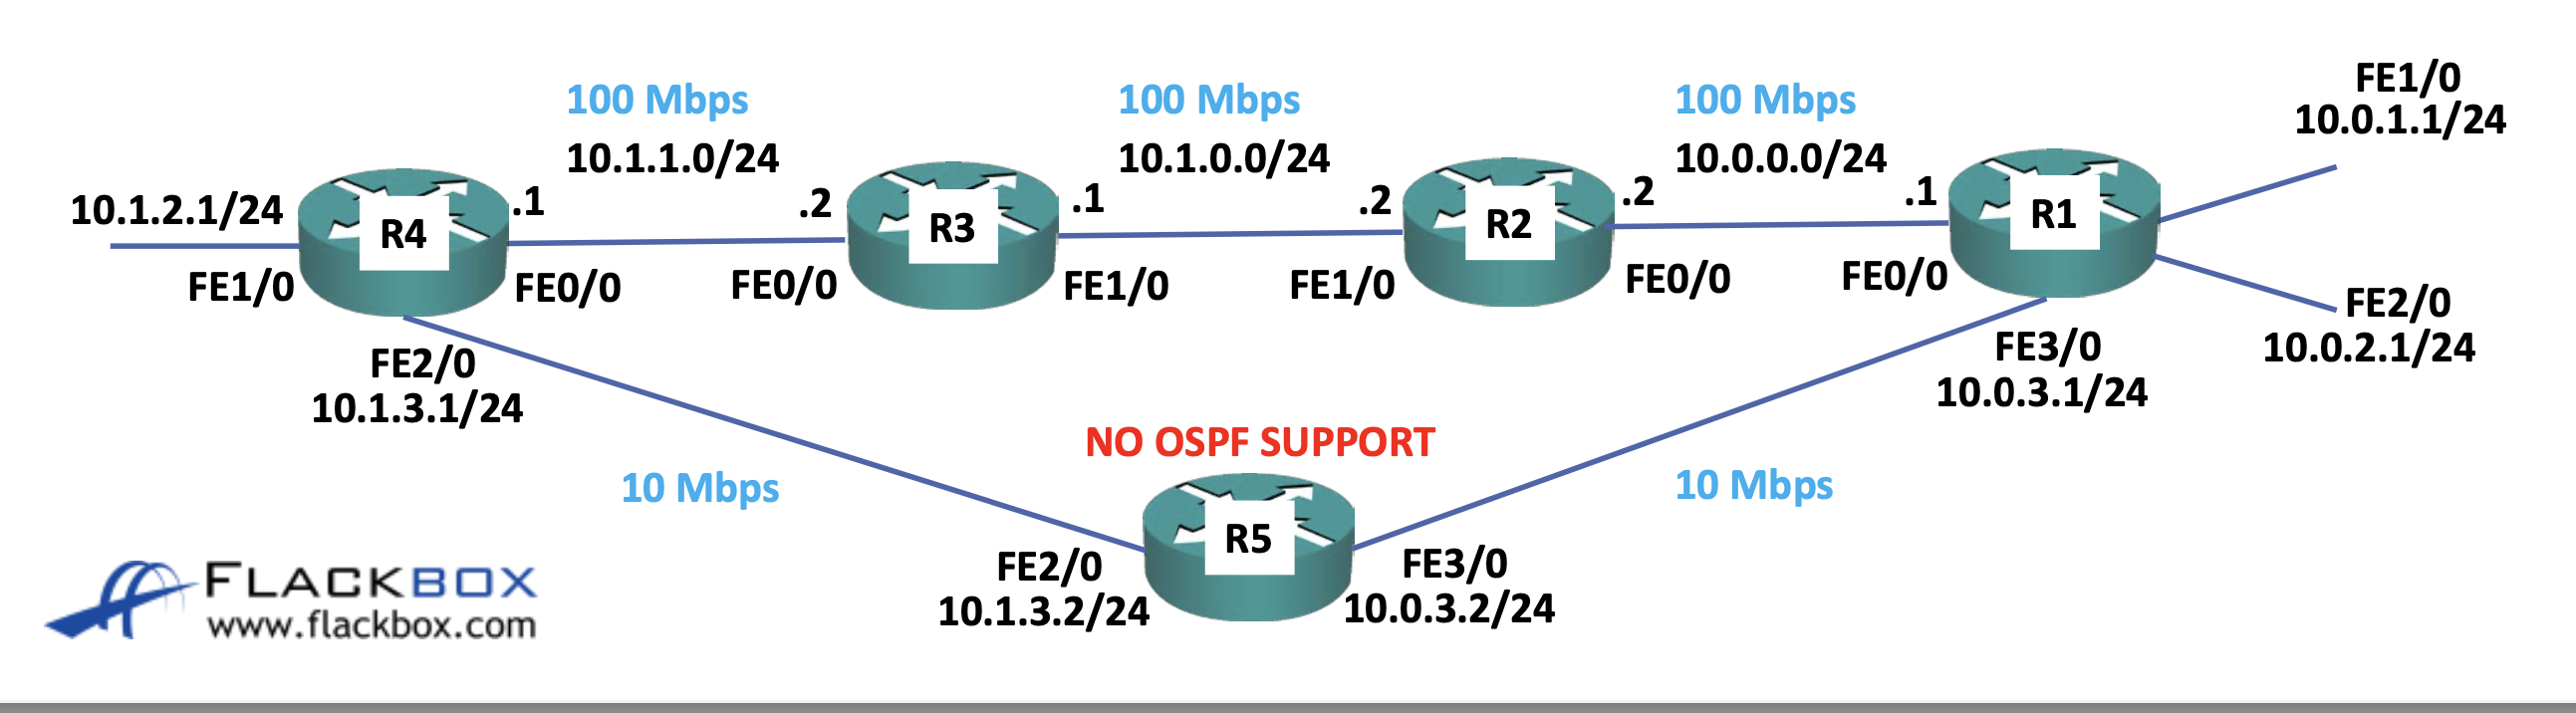 FE1/0
10.0.1.1/24
100 Mbps
10.1.1.0/24
100 Mbps
10.1.0.0/24
100 Mbps
10.0.0.0/24
10.1.2.1/24
R4
.1
.2
R3
.1
.2
R2
.2
.1
R1
FE1/0
FE0/0
FE0/0
FE1/0
FE1/0
FE0/0
FE0/0
FE2/0
10.0.2.1/24
FE2/0
10.1.3.1/24
FE3/0
10.0.3.1/24
NO OSPF SUPPORT
10 Mbps
10 Mbps
R5
FE2/0
10.1.3.2/24
FE3/0
10.0.3.2/24
FLACKBOX
www.flackbox.com